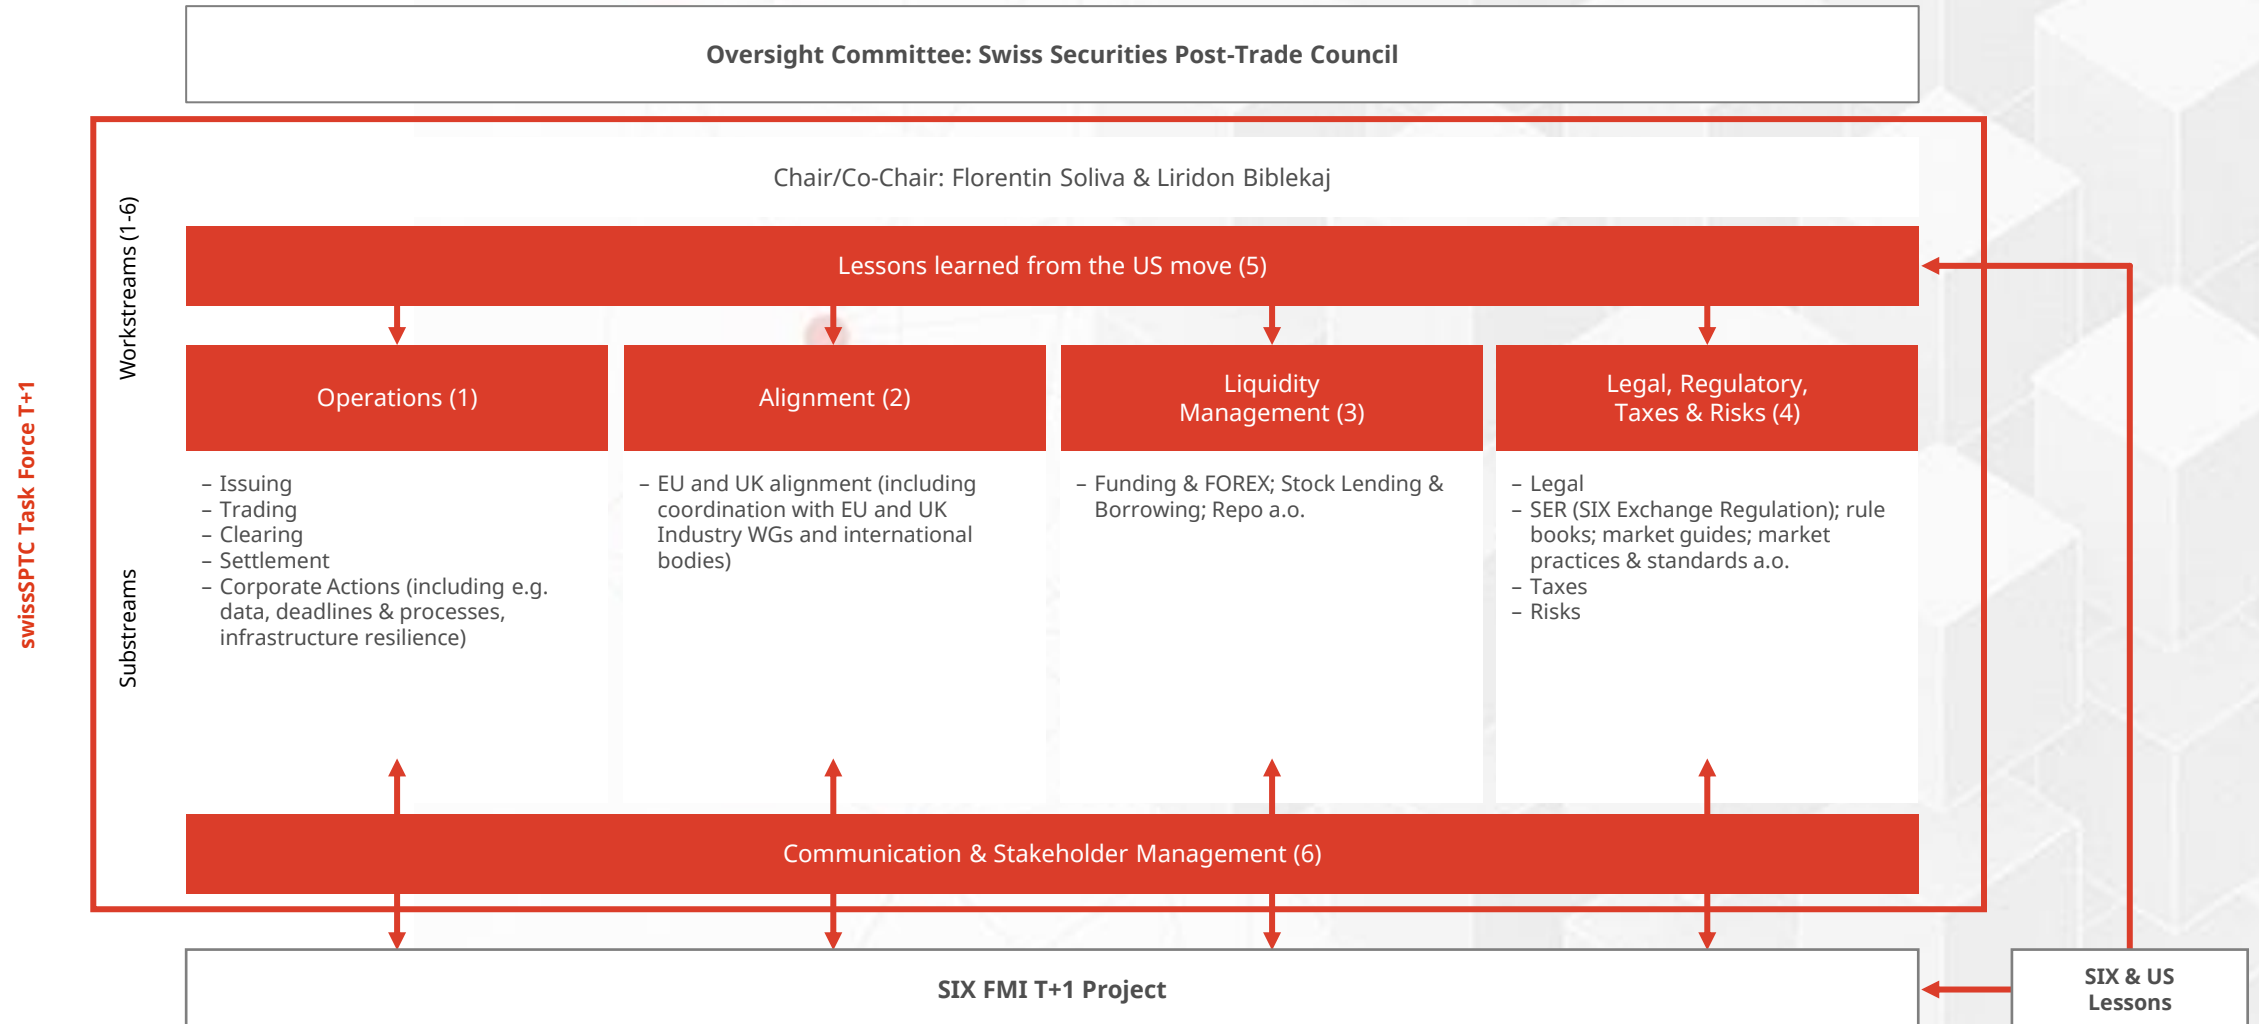 Oversight Committee: Swiss Securities Post-Trade Council
swissSPTC Task Force T+1
Workstreams (1-6)
Chair/Co-Chair: Florentin Soliva & Liridon Biblekaj
Lessons learned from the US move (5)
Operations (1)
Alignment (2)
Liquidity
Management (3)
Legal, Regulatory,
Taxes & Risks (4)
Substreams
– Issuing
– Trading
– Clearing
– Settlement
– Corporate Actions (including e.g.
data, deadlines & processes,
infrastructure resilience)
– EU and UK alignment (including
coordination with EU and UK
Industry WGs and international
bodies)
– Funding & FOREX; Stock Lending &
Borrowing; Repo a.o.
– Legal
– SER (SIX Exchange Regulation); rule
books; market guides; market
practices & standards a.o.
– Taxes
– Risks
Communication & Stakeholder Management (6)
SIX FMI T+1 Project
SIX & US
Lessons